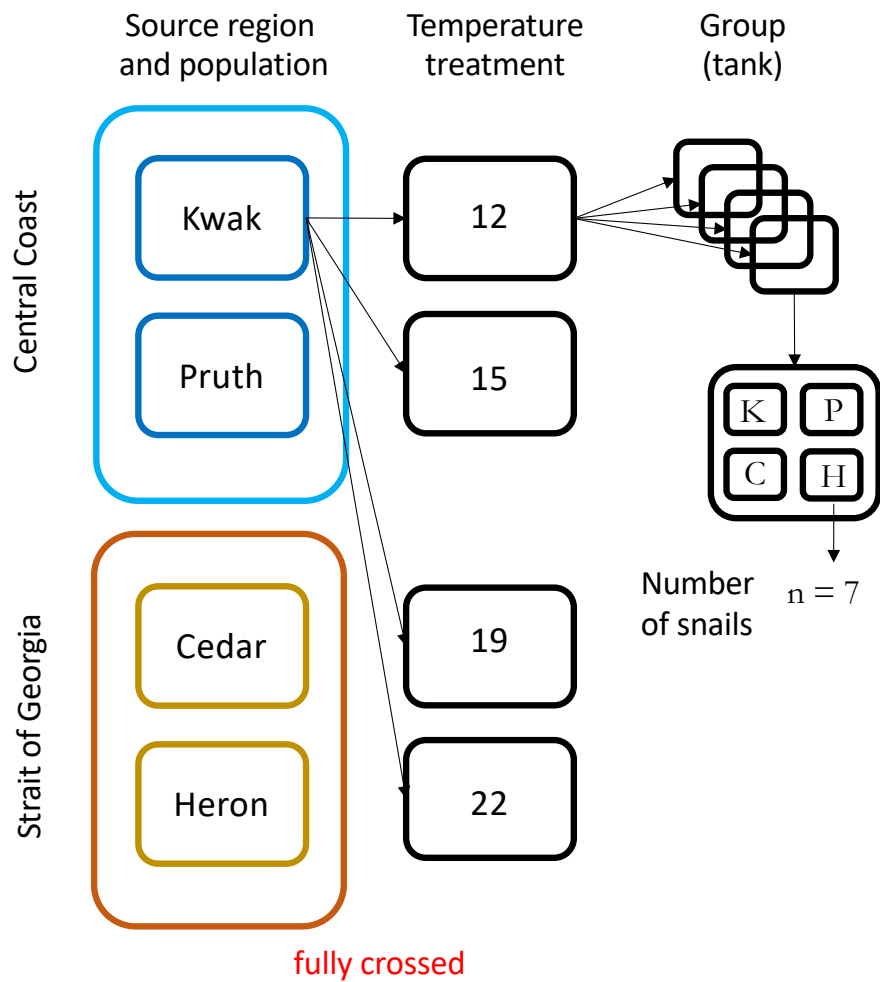 Source region
and population
Temperature
treatment
Group
(tank)
Central Coast
Kwak
12
Pruth
15
K
P
C
H
Number
of snails
n = 7
Strait of Georgia
Cedar
19
Heron
22
fully crossed